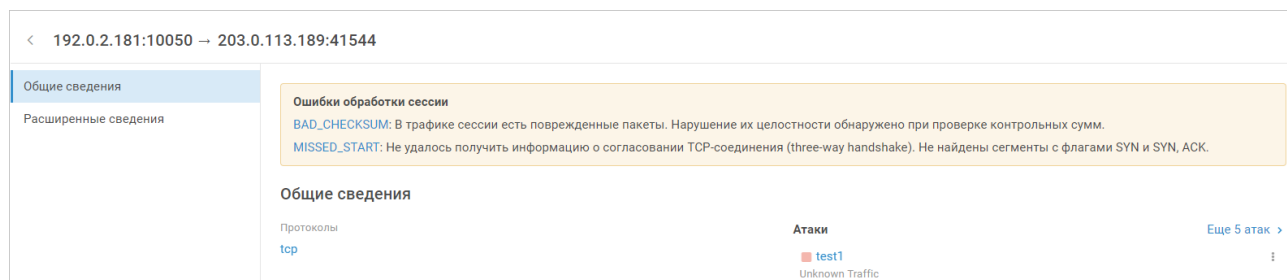 192.0.2.181:10050 → 203.0.113.189:41544
Общие сведения
Расширенные сведения
Ошибки обработки сессии
BAD_CHECKSUM: В трафике сессии есть поврежденные пакеты. Нарушение их целостности обнаружено при проверке контрольных сумм.
MISSED_START: Не удалось получить информацию о согласовании TCP-соединения (three-way handshake). Не найдены сегменты с флагами SYN и SYN, ACK.
Общие сведения
Протоколы
tcp
Атаки
Еще 5 атак >
test1
Unknown Traffic